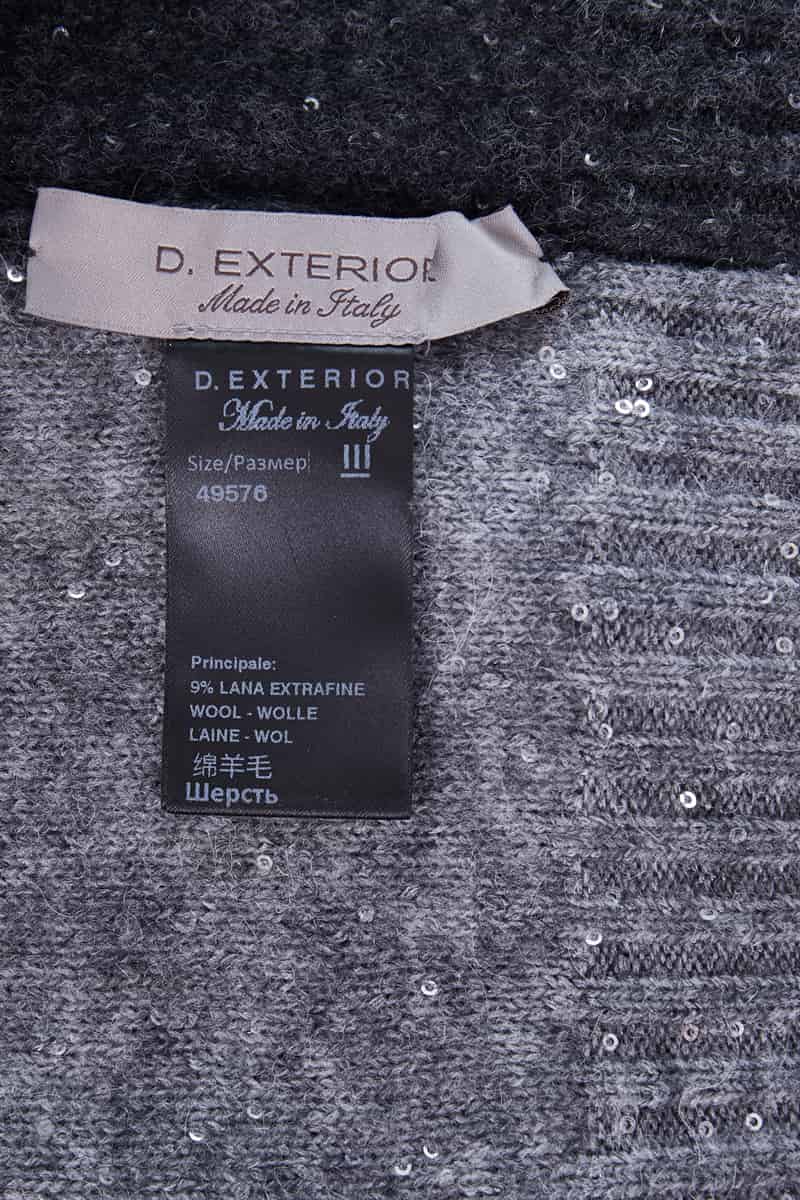 D. EXTERIOR
Made in Italy
D. EXTERIOR
Made in Italy
Size/Размер III
49576
Principale:
9% LANA EXTRAFINE
WOOL - WOLLE
LAINE - WOL
绵羊毛
Шерсть